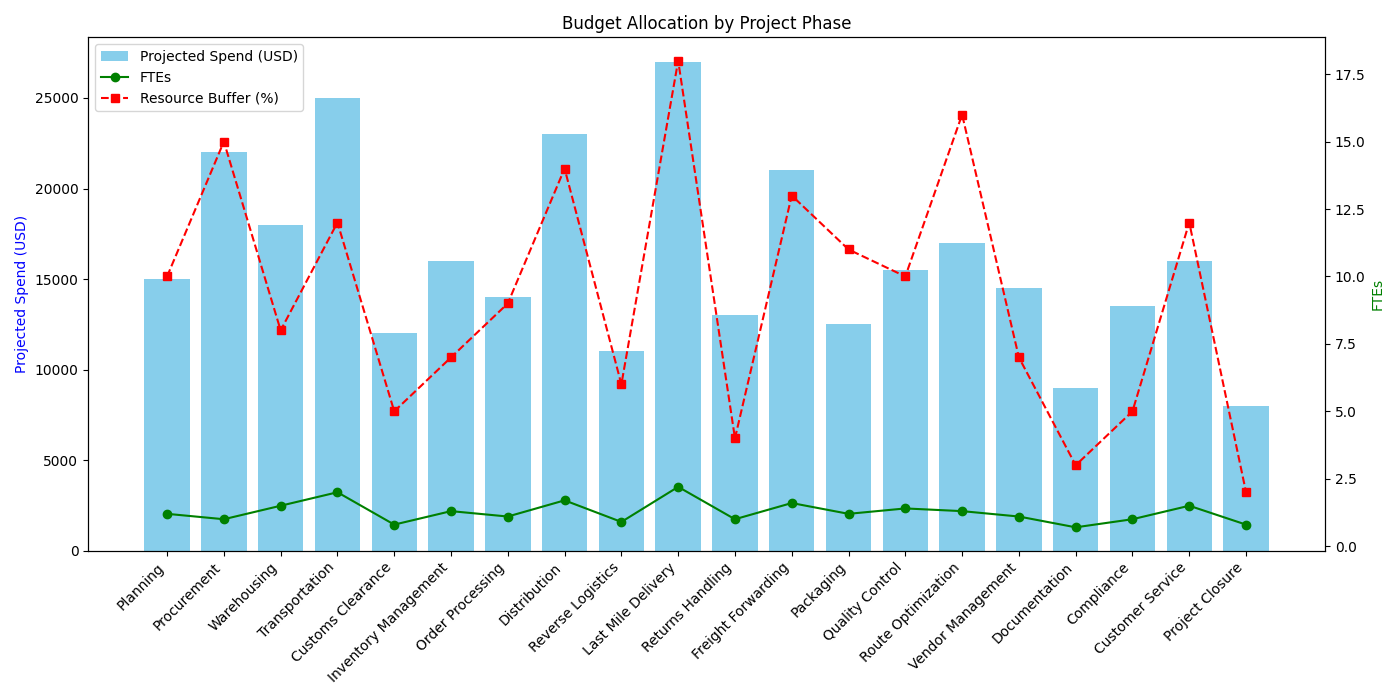 Budget Allocation by Project Phase
Projected Spend (USD)
FTEs
Resource Buffer (%)
Projected Spend (USD)
25000
20000
15000
10000
5000
0
17.5
15.0
12.5
10.0
7.5
5.0
2.5
0.0
FTEs
Planning
Procurement
Warehousing
Transportation
Customs Clearance
Inventory Management
Order Processing
Distribution
Reverse Logistics
Last Mile Delivery
Returns Handling
Freight Forwarding
Packaging
Quality Control
Route Optimization
Vendor Management
Documentation
Compliance
Customer Service
Project Closure